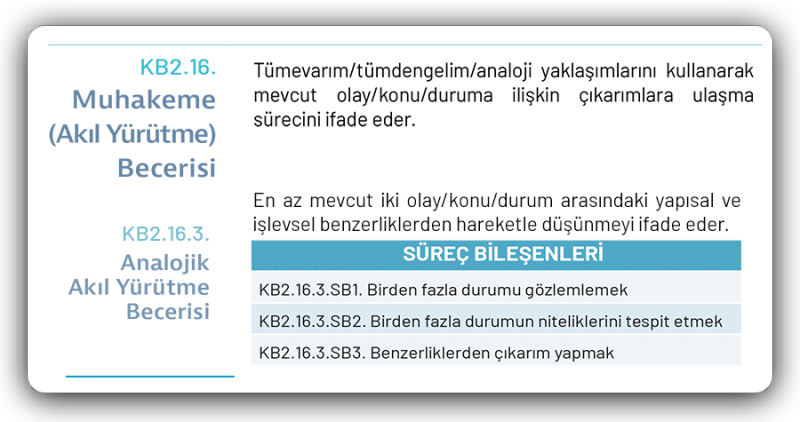 KB2.16.
Muhakeme
(Akıl Yürütme)
Becerisi
Tümevarım/tümdengelim/analoji yaklaşımlarını kullanarak
mevcut olay/konu/duruma ilişkin çıkarımlara ulaşma
sürecini ifade eder.
KB2.16.3.
Analojik
Akıl Yürütme
Becerisi
En az mevcut iki olay/konu/durum arasındaki yapısal ve
işlevsel benzerliklerden hareketle düşünmeyi ifade eder.
SÜREÇ BİLEŞENLERİ
KB2.16.3.SB1. Birden fazla durumu gözlemlemek
KB2.16.3.SB2. Birden fazla durumun niteliklerini tespit etmek
KB2.16.3.SB3. Benzerliklerden çıkarım yapmak